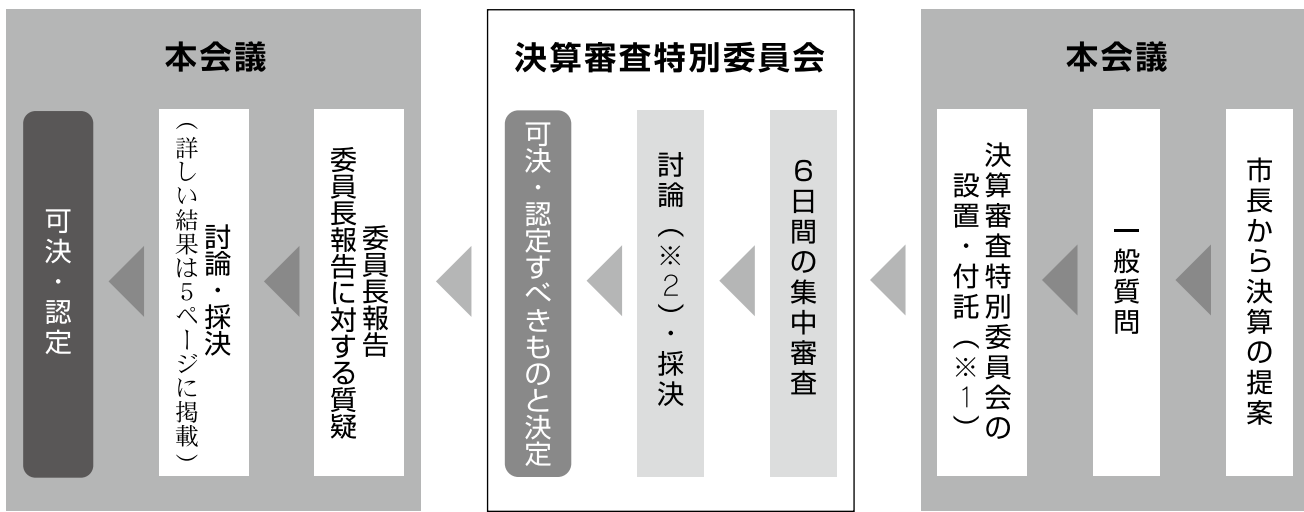 本会議
市長から決算の提案
一般質問
決算審査特別委員会の
設置・付託(※1)
決算審査特別委員会
6日間の集中審査
討論(※2)・採決
可決・認定すべきものと決定
本会議
委員長報告
委員長報告に対する質疑
討論・採決
(詳しい結果は5ページに掲載)
可決・認定